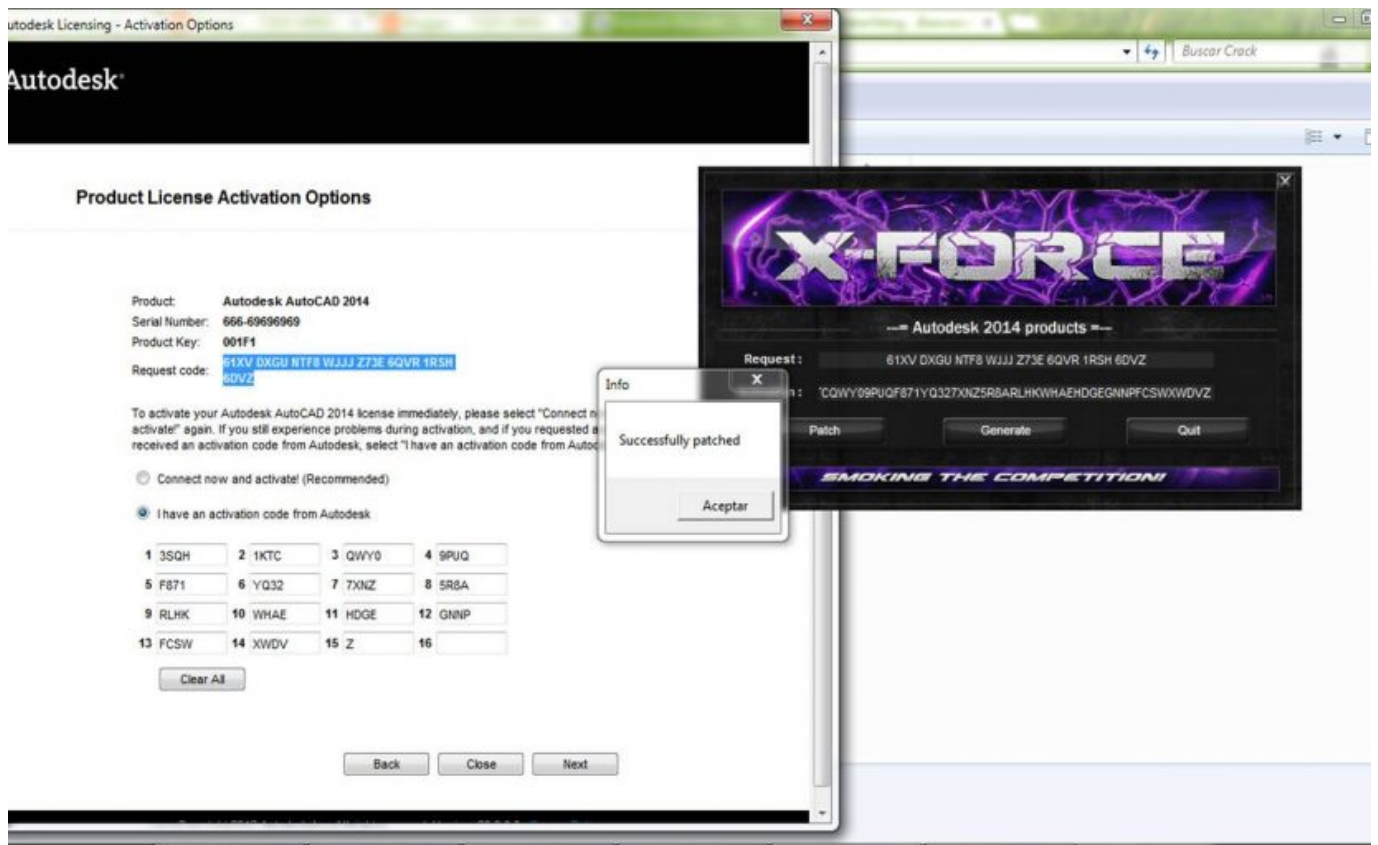 utodesk Licensing - Activation Options
Buscar Crack
Autodesk
Product License Activation Options
Product: Autodesk AutoCAD 2014
Serial Number: 666-69696969
Product Key: 001F1
Request code: 61XV DXGU NTF8 WJJJ Z73E 6QVR 1RSH
6DVZ
To activate your Autodesk AutoCAD 2014 license immediately, please select "Connect n
activate!" again. If you still experience problems during activation, and if you requested a
received an activation code from Autodesk, select "I have an activation code from Autod
Connect now and activate! (Recommended)
I have an activation code from Autodesk
1 3SQH 2 1KTC 3 QWY0 4 9PUQ
5 F871 6 YQ32 7 7XNZ 8 5R8A
9 RLHK 10 WHAE 11 HDGE 12 GNNP
13 FCSW 14 XWDV 15 Z 16
Clear All
Back Close Next
Info
Successfully patched
Aceptar
X-FORCE
--= Autodesk 2014 products =--
Request : 61XV DXGU NTF8 WJJJ Z73E 6QVR 1RSH 6DVZ
n : TCQWY09PUQF871YQ327XNZ5R8ARLHKWHAEHDGEGNNPFCSWXWDVZ
Patch Generate Quit
SMOKING THE COMPETITION!